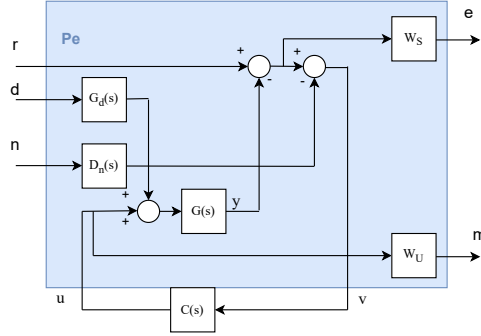 e
Pe
W_S
r
+
+
-
-
d
G_d(s)
n
D_n(s)
+
+
G(s)
y
W_U
m
u
v
C(s)